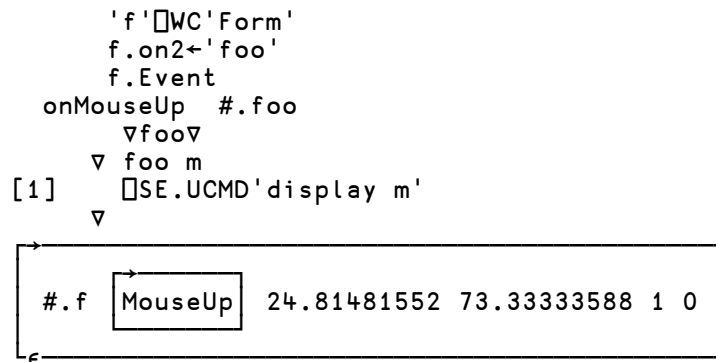 'f'⎕WC'Form'
      f.on2←'foo'
      f.Event
  onMouseUp  #.foo
       ∇foo∇
     ∇ foo m
[1]    ⎕SE.UCMD'display m'
     ∇
┌→────────────────────────────────────────────
│     ┌→──────┐
│ #.f │MouseUp│ 24.81481552 73.33333588 1 0
│     └───────┘
└∊────────────────────────────────────────────